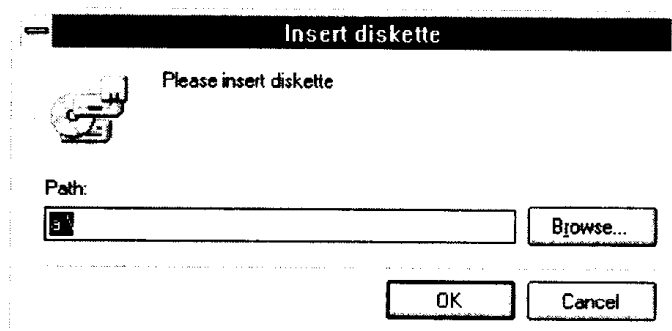 Insert diskette
Please insert diskette
Path:
a:\
Browse...
OK
Cancel